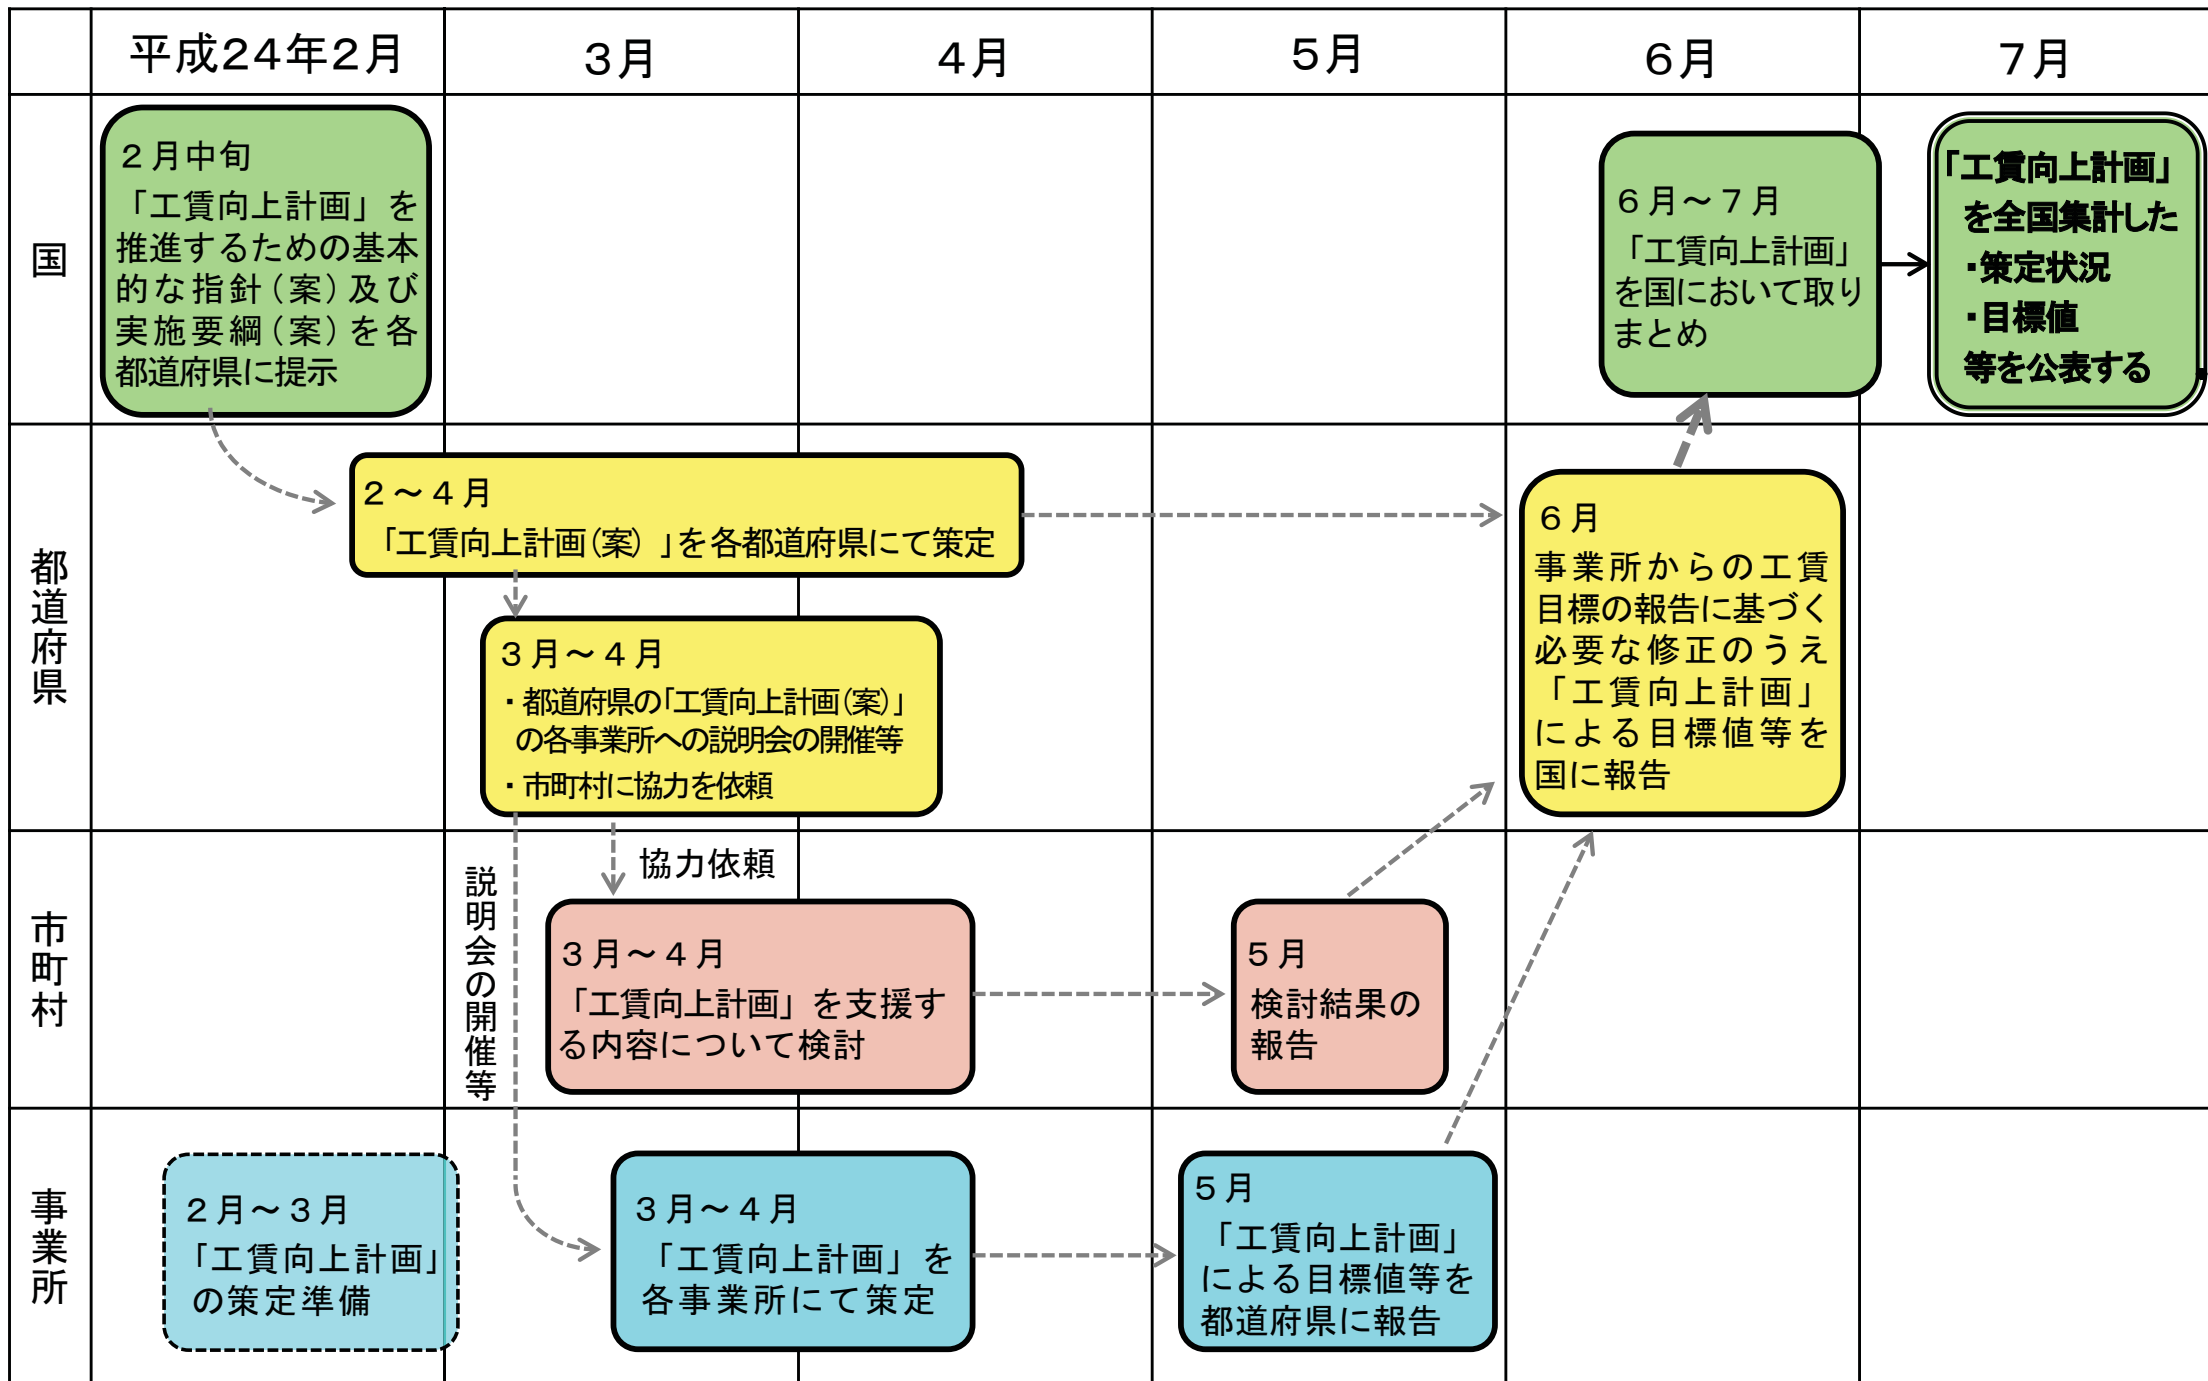 平成24年2月
3月
4月
5月
6月
7月
国
2月中旬
「工賃向上計画」を
推進するための基本
的な指針(案)及び
実施要綱(案)を各
都道府県に提示
6月～7月
「工賃向上計画」
を国において取り
まとめ
「工賃向上計画」
を全国集計した
・策定状況
・目標値
等を公表する
都道府県
2～4月
「工賃向上計画(案)」を各都道府県にて策定
3月～4月
・都道府県の「工賃向上計画(案)」
の各事業所への説明会の開催等
・市町村に協力を依頼
6月
事業所からの工賃
目標の報告に基づく
必要な修正のうえ
「工賃向上計画」
による目標値等を
国に報告
市町村
説明会の開催等
協力依頼
3月～4月
「工賃向上計画」を支援す
る内容について検討
5月
検討結果の
報告
事業所
2月～3月
「工賃向上計画」
の策定準備
3月～4月
「工賃向上計画」を
各事業所にて策定
5月
「工賃向上計画」
による目標値等を
都道府県に報告